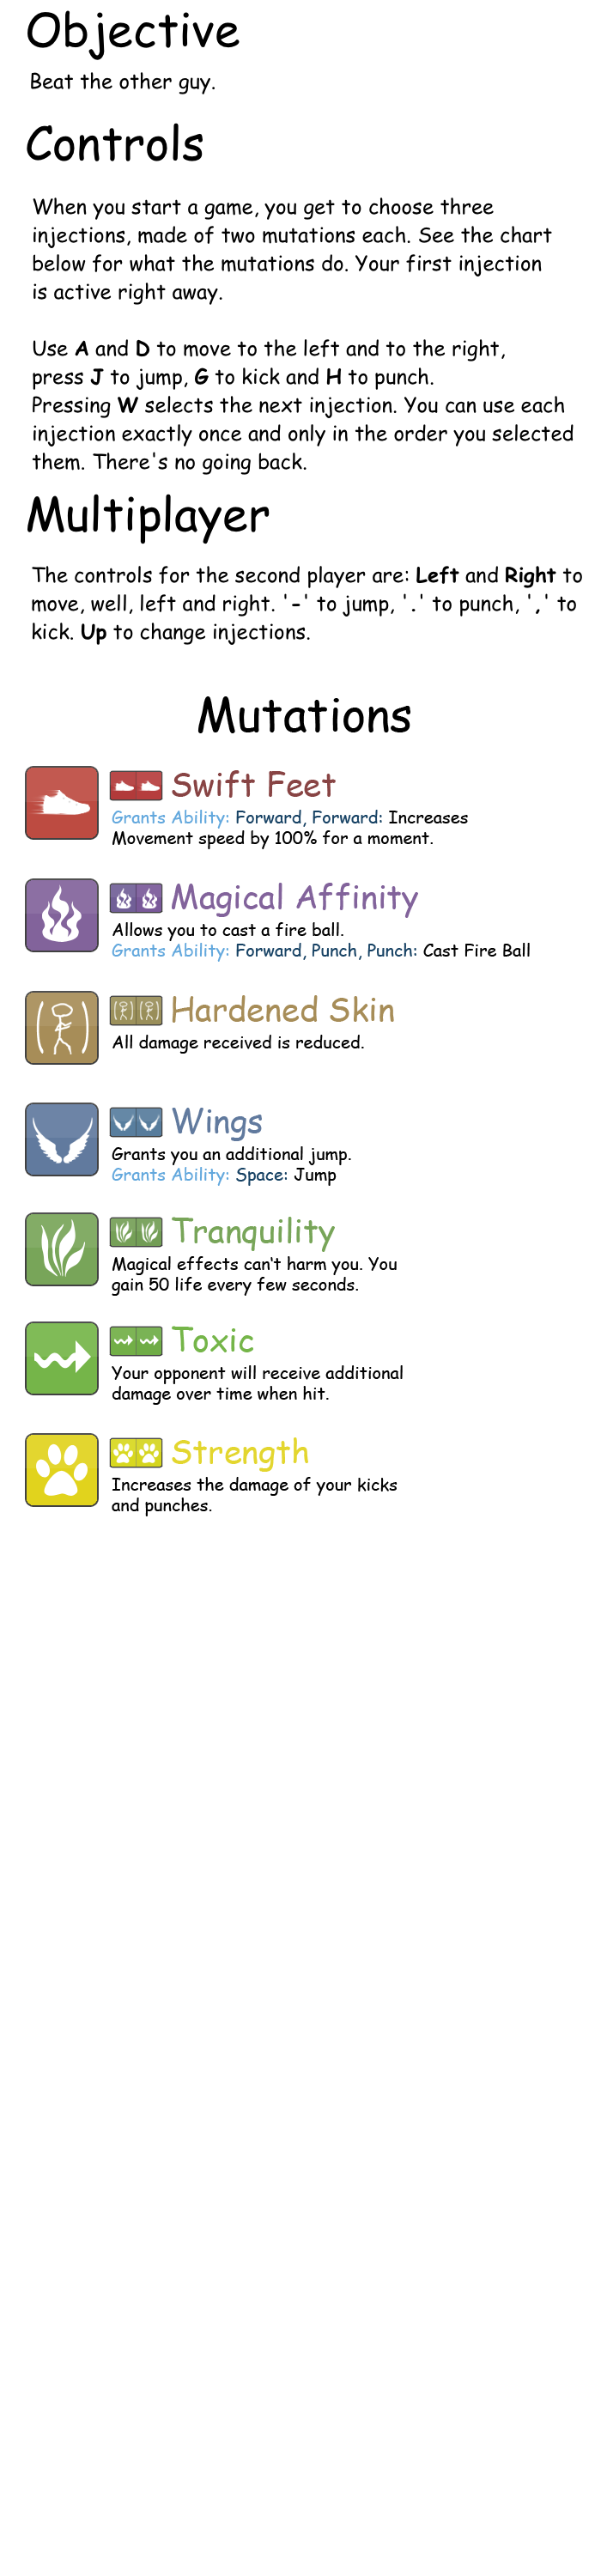 Objective
Beat the other guy.
Controls
When you start a game, you get to choose three
injections, made of two mutations each. See the chart
below for what the mutations do. Your first injection
is active right away.
Use A and D to move to the left and to the right,
press J to jump, G to kick and H to punch.
Pressing W selects the next injection. You can use each
injection exactly once and only in the order you selected
them. There's no going back.
Multiplayer
The controls for the second player are: Left and Right to
move, well, left and right. '-' to jump, '.' to punch, ',' to
kick. Up to change injections.
Mutations
Swift Feet
Grants Ability: Forward, Forward: Increases
Movement speed by 100% for a moment.
Magical Affinity
Allows you to cast a fire ball.
Grants Ability: Forward, Punch, Punch: Cast Fire Ball
Hardened Skin
All damage received is reduced.
Wings
Grants you an additional jump.
Grants Ability: Space: Jump
Tranquility
Magical effects can't harm you. You
gain 50 life every few seconds.
Toxic
Your opponent will receive additional
damage over time when hit.
Strength
Increases the damage of your kicks
and punches.